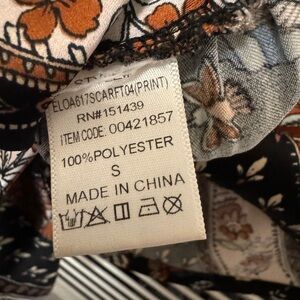 ELOA617SCARFT04(PRINT)
RN#151439
ITEM CODE: 00421857
100%POLYESTER
S
MADE IN CHINA